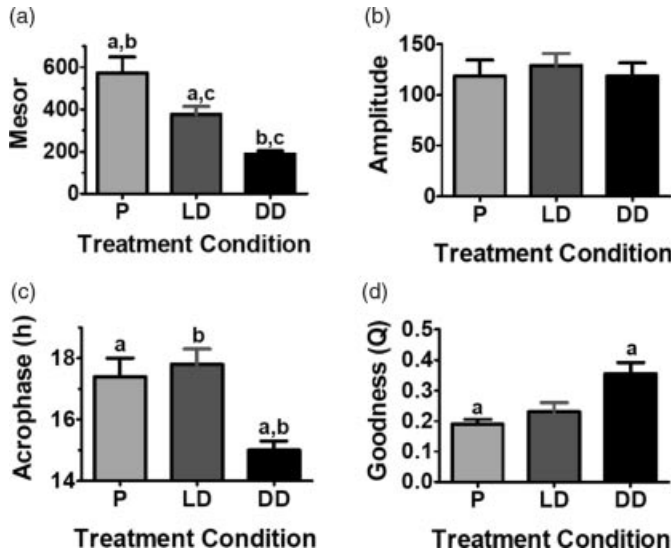 (a)
Mesor
600
400
200
0
a,b
a,c
b,c
P LD DD
Treatment Condition
(b)
Amplitude
150
100
50
0
P LD DD
Treatment Condition
(c)
Acrophase (h)
18
16
14
a
b
a,b
P LD DD
Treatment Condition
(d)
Goodness (Q)
0.5
0.4
0.3
0.2
0.1
0.0
a
a
P LD DD
Treatment Condition